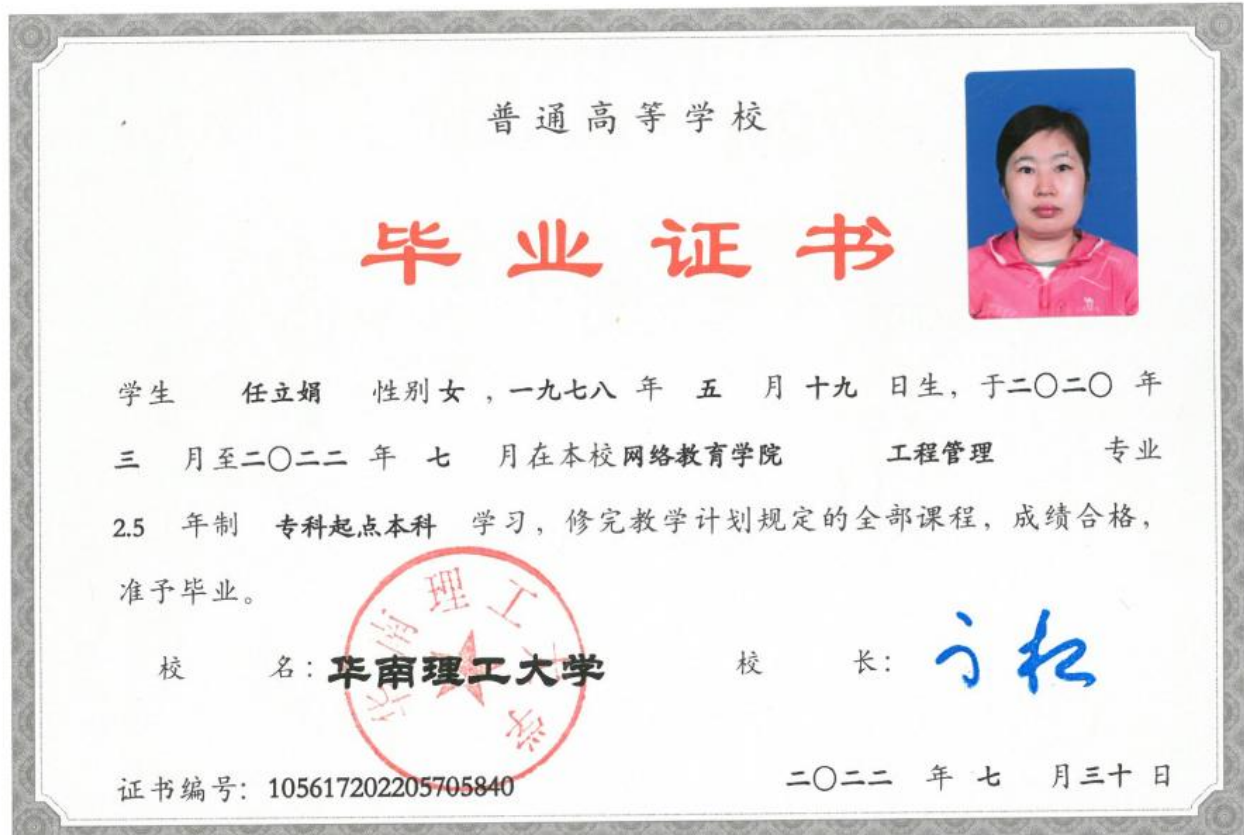 普通高等学校
毕业证书
学生 任立娟 性别 女 ，一九七八 年 五 月 十九 日生，于二〇二〇 年
三 月至二〇二二 年 七 月在本校网络教育学院 工程管理 专业
2.5 年制 专科起点本科 学习，修完教学计划规定的全部课程，成绩合格，
准予毕业。
华南理工大学
校 名：华南理工大学 校 长：
证书编号：105617202205705840 二〇二二 年 七 月三十 日